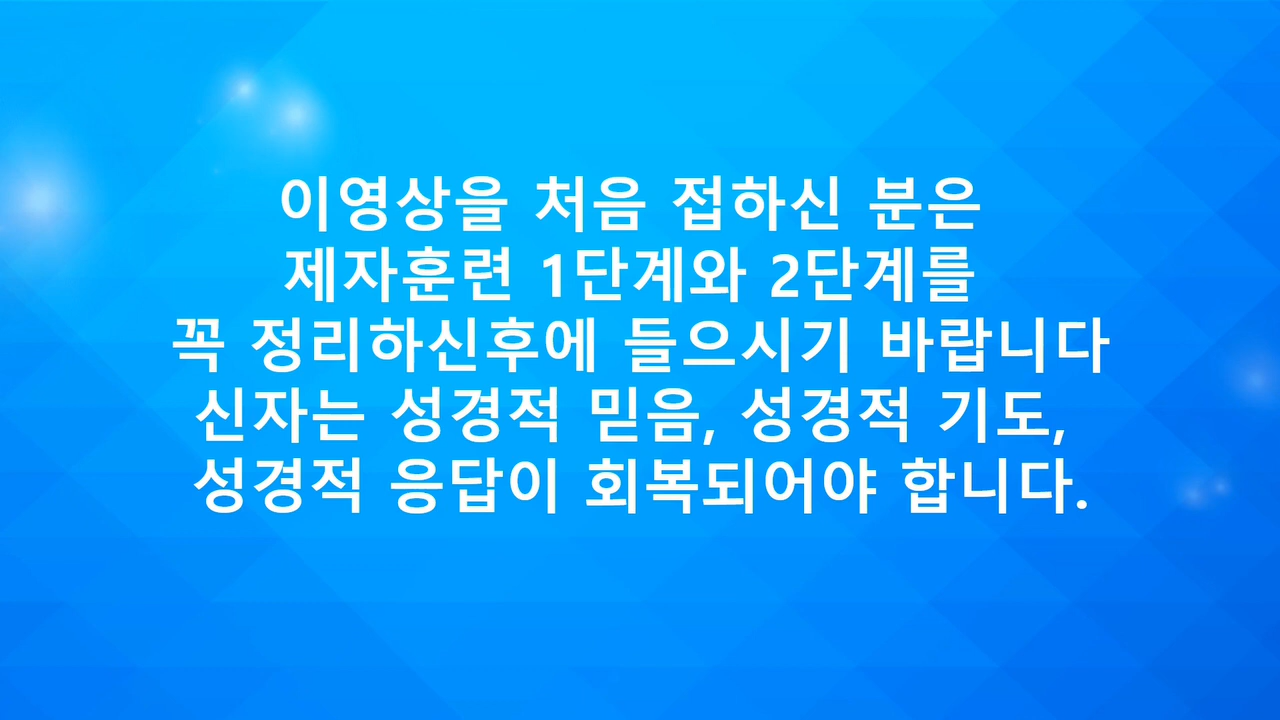 이영상을 처음 접하신 분은
제자훈련 1단계와 2단계를
꼭 정리하신후에 들으시기 바랍니다
신자는 성경적 믿음, 성경적 기도,
성경적 응답이 회복되어야 합니다.